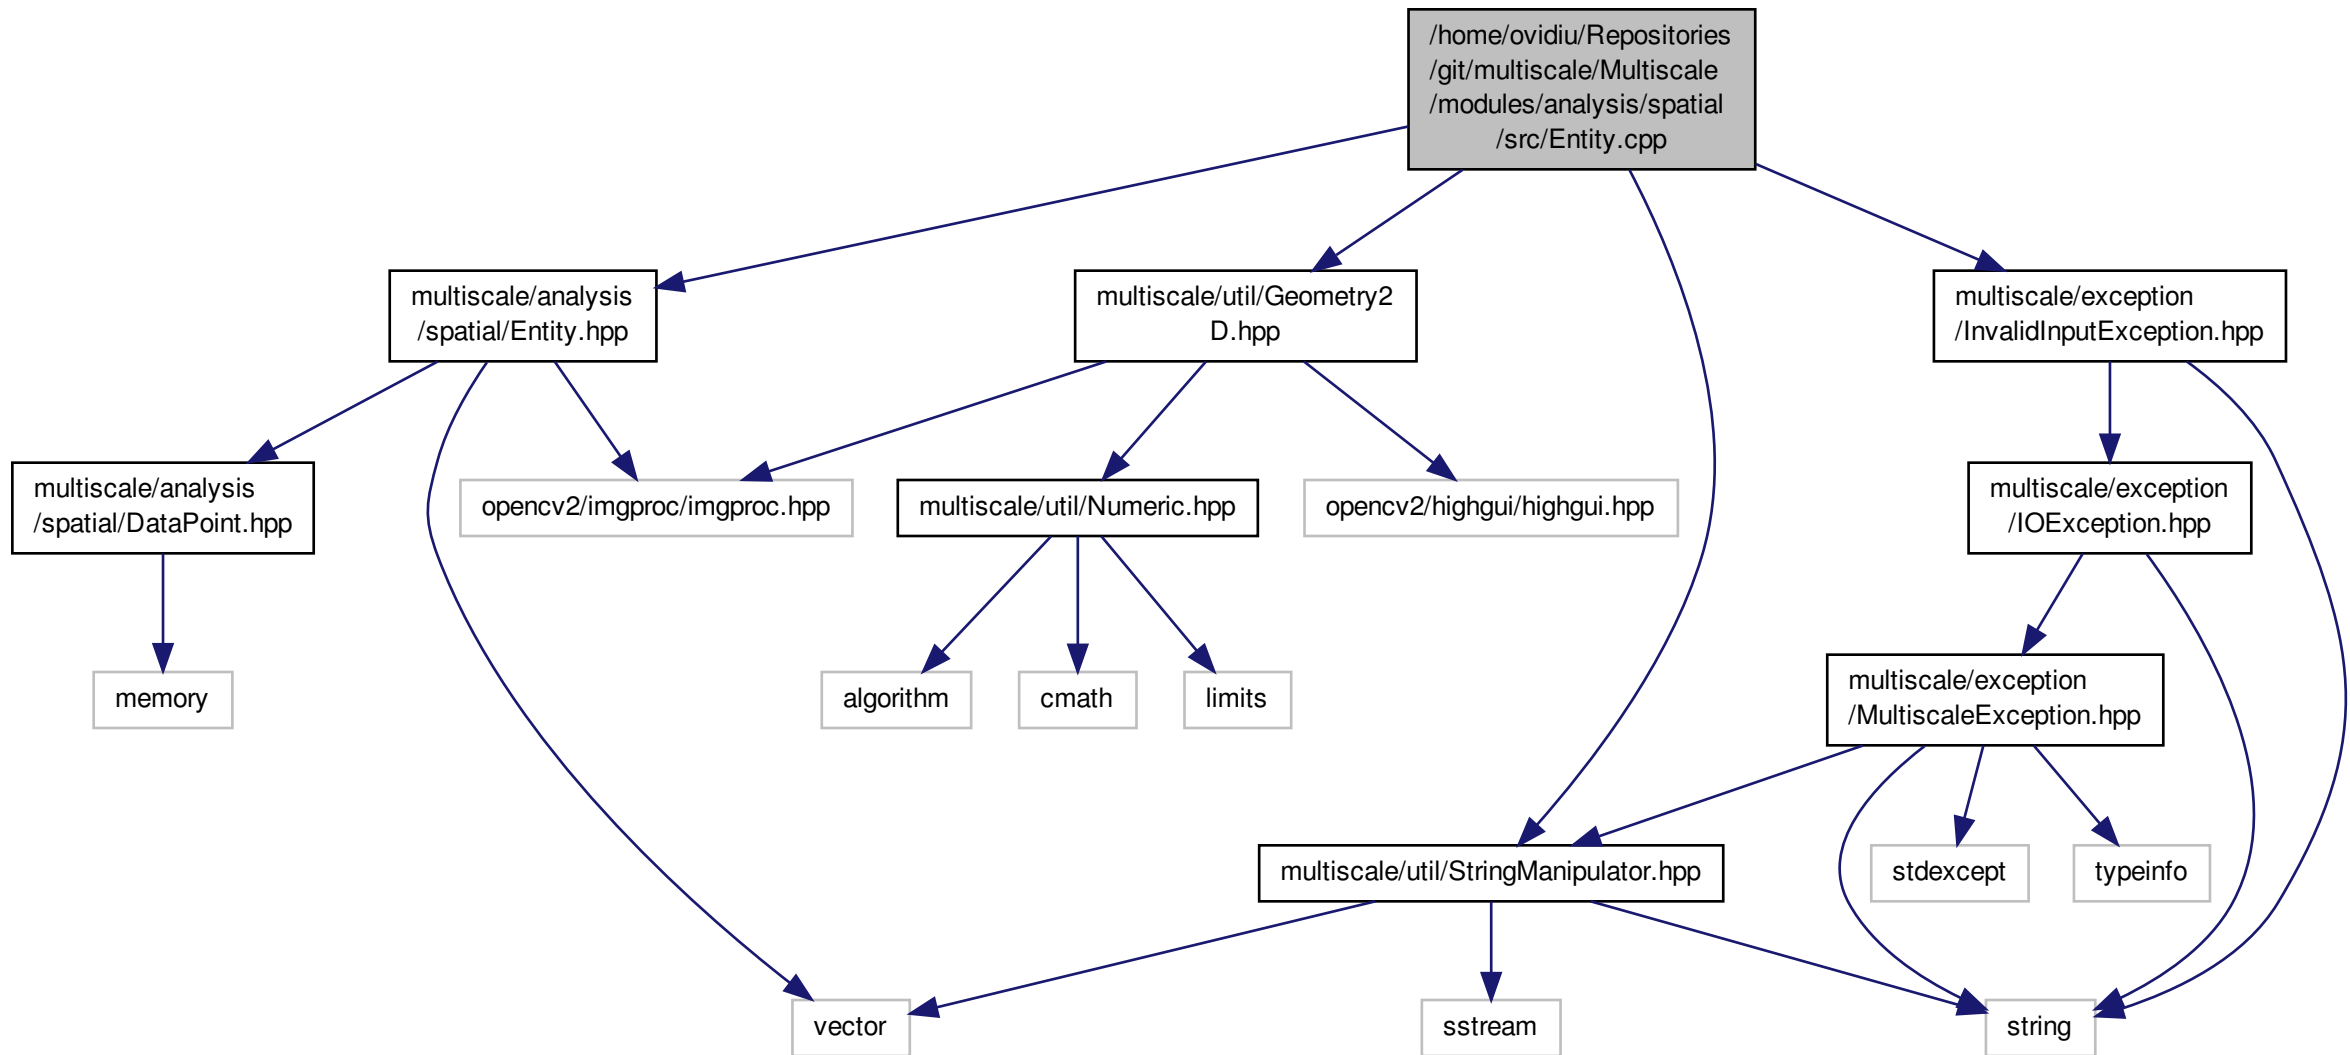 /home/ovidiu/Repositories
/git/multiscale/Multiscale
/modules/analysis/spatial
/src/Entity.cpp
multiscale/analysis
/spatial/Entity.hpp
multiscale/util/Geometry2
D.hpp
multiscale/exception
/InvalidInputException.hpp
multiscale/analysis
/spatial/DataPoint.hpp
opencv2/imgproc/imgproc.hpp
multiscale/util/Numeric.hpp
opencv2/highgui/highgui.hpp
multiscale/exception
/IOException.hpp
memory
algorithm
cmath
limits
multiscale/exception
/MultiscaleException.hpp
multiscale/util/StringManipulator.hpp
stdexcept
typeinfo
vector
sstream
string